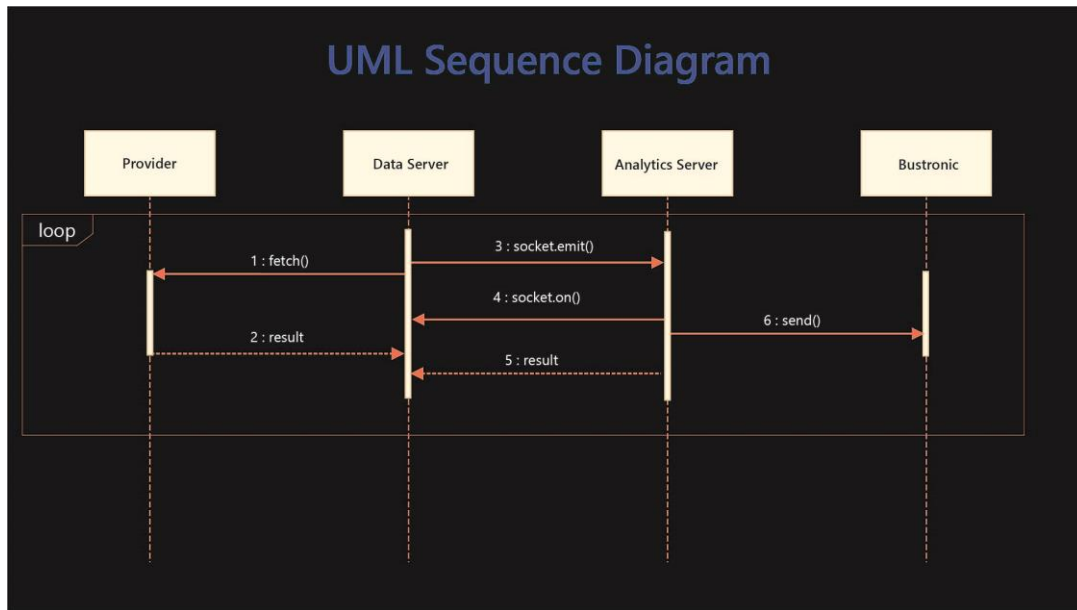 UML Sequence Diagram
Provider
Data Server
Analytics Server
Bustronic
loop
1 : fetch()
3 : socket.emit()
4 : socket.on()
6 : send()
2 : result
5 : result